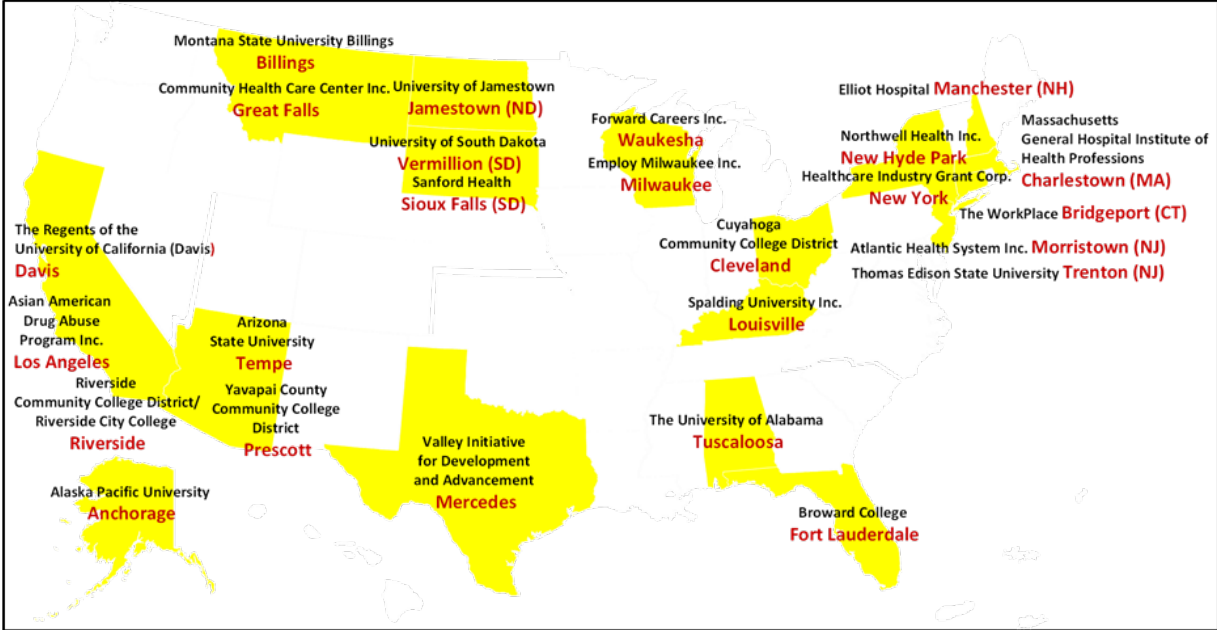 Montana State University Billings
Billings
Community Health Care Center Inc.
Great Falls
University of Jamestown
Jamestown (ND)
University of South Dakota
Vermillion (SD)
Sanford Health
Sioux Falls (SD)
Forward Careers Inc.
Waukesha
Employ Milwaukee Inc.
Milwaukee
Elliot Hospital Manchester (NH)
Northwell Health Inc.
New Hyde Park
Healthcare Industry Grant Corp.
New York
Massachusetts
General Hospital Institute of
Health Professions
Charlestown (MA)
The WorkPlace Bridgeport (CT)
Atlantic Health System Inc. Morristown (NJ)
Thomas Edison State University Trenton (NJ)
Cuyahoga
Community College District
Cleveland
Spalding University Inc.
Louisville
The Regents of the
University of California (Davis)
Davis
Asian American
Drug Abuse
Program Inc.
Los Angeles
Riverside
Community College District/
Riverside City College
Riverside
Arizona
State University
Tempe
Yavapai County
Community College
District
Prescott
Valley Initiative
for Development
and Advancement
Mercedes
The University of Alabama
Tuscaloosa
Broward College
Fort Lauderdale
Alaska Pacific University
Anchorage